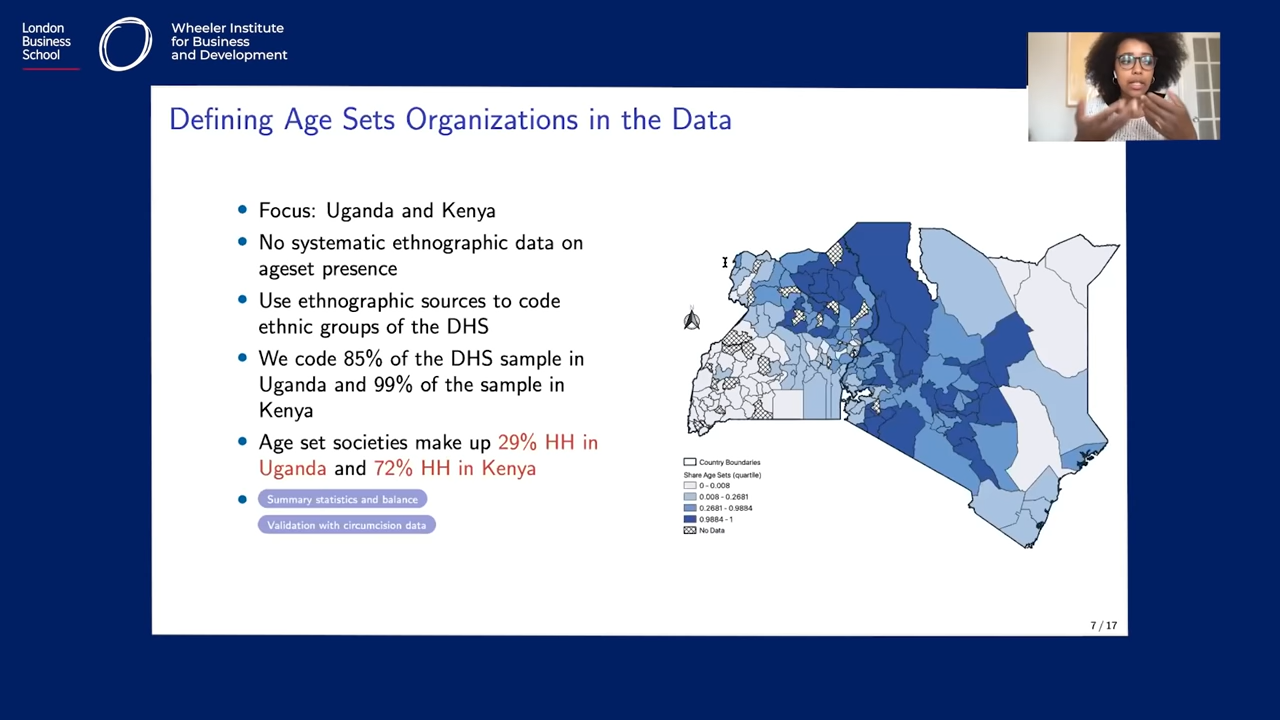 London
Business
School
Wheeler Institute
for Business
and Development
Defining Age Sets Organizations in the Data
Focus: Uganda and Kenya
No systematic ethnographic data on
ageset presence
Use ethnographic sources to code
ethnic groups of the DHS
We code 85% of the DHS sample in
Uganda and 99% of the sample in
Kenya
Age set societies make up 29% HH in
Uganda and 72% HH in Kenya
Summary statistics and balance
Validation with circumcision data
Country Boundaries
Share Age Sets (quartile)
0 - 0.008
0.008 - 0.2681
0.2681 - 0.9884
0.9884 - 1
No Data
7 / 17